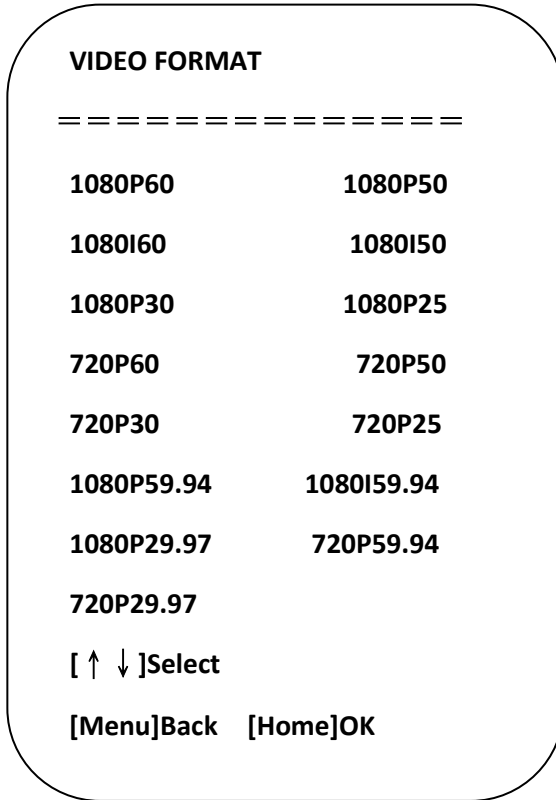 VIDEO FORMAT
==============
1080P60 1080P50
1080I60 1080I50
1080P30 1080P25
720P60 720P50
720P30 720P25
1080P59.94 1080I59.94
1080P29.97 720P59.94
720P29.97
[ ↑ ↓ ]Select
[Menu]Back [Home]OK